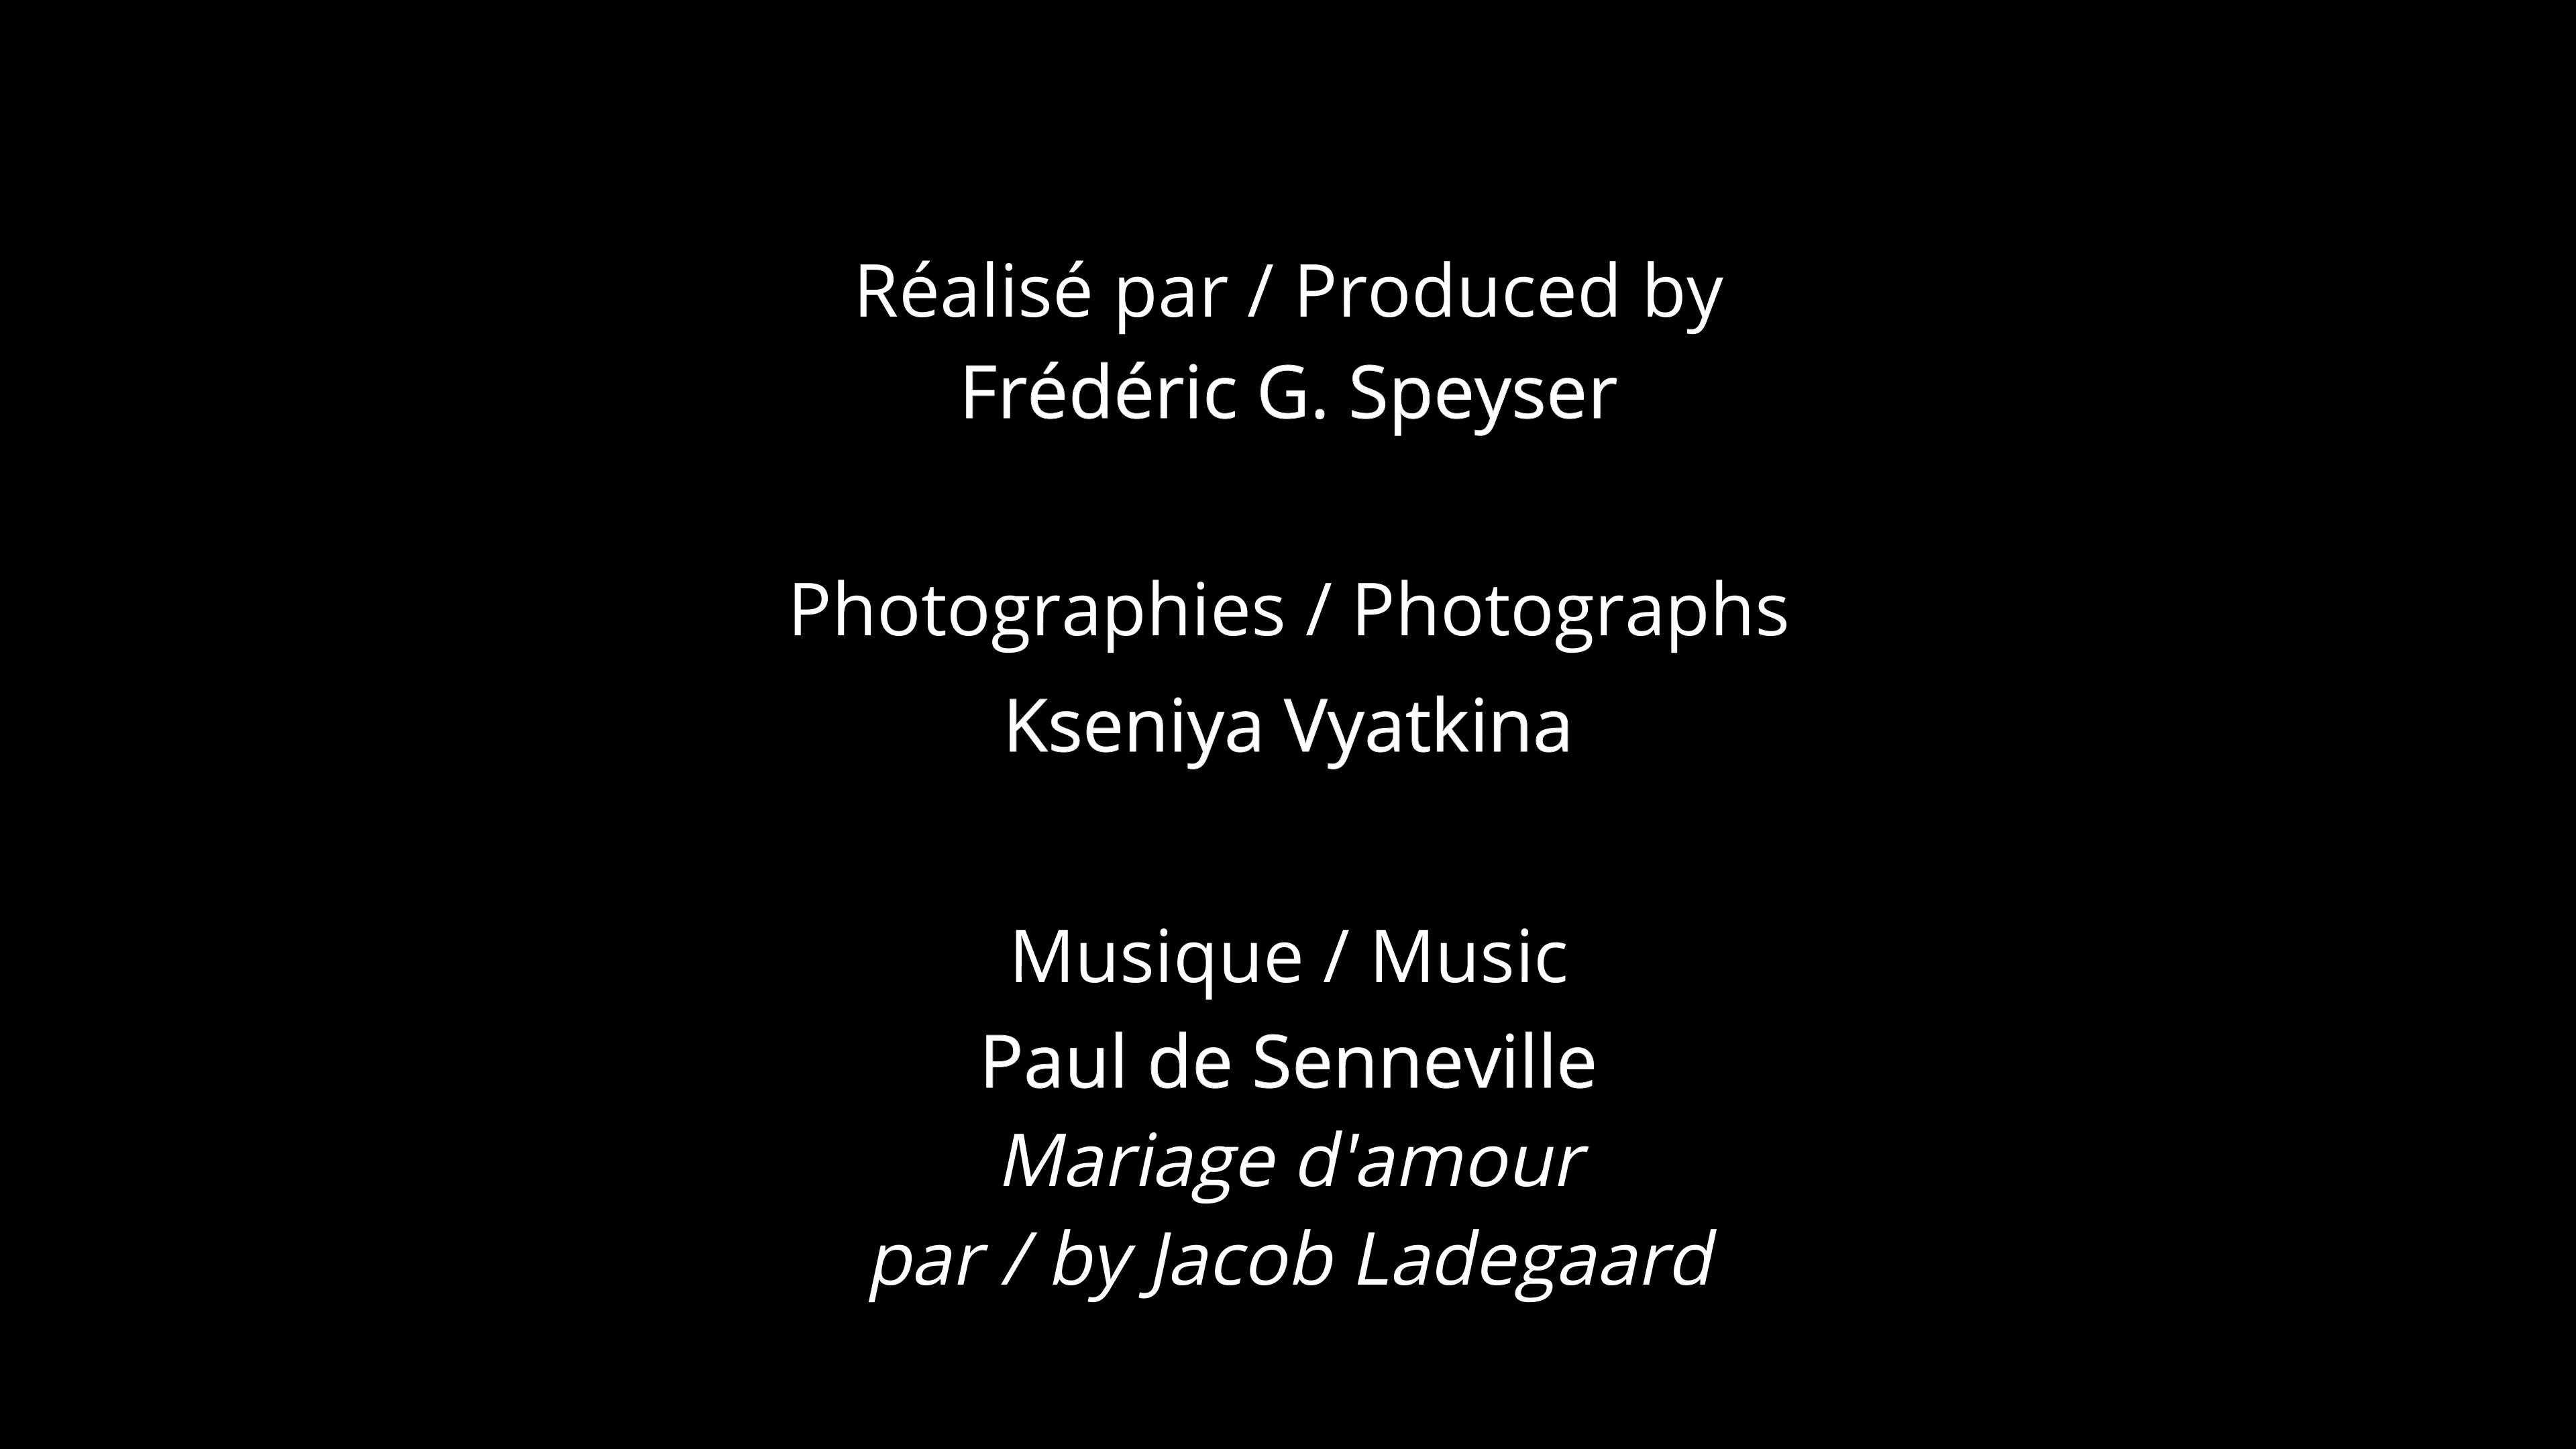 Réalisé par / Produced by
Frédéric G. Speyser
Photographies / Photographs
Kseniya Vyatkina
Musique / Music
Paul de Senneville
Mariage d'amour
par / by Jacob Ladegaard